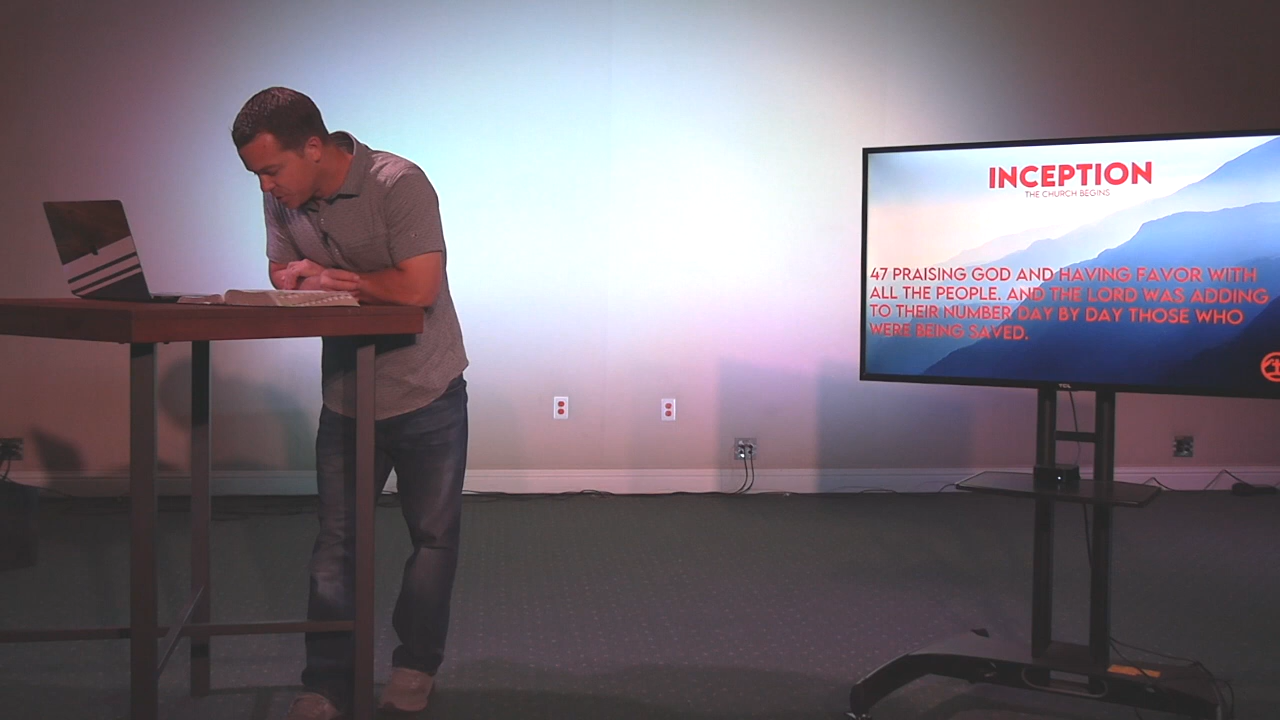 INCEPTION
THE CHURCH BEGINS
47 PRAISING GOD AND HAVING FAVOR WITH
ALL THE PEOPLE. AND THE LORD WAS ADDING
TO THEIR NUMBER DAY BY DAY THOSE WHO
WERE BEING SAVED.